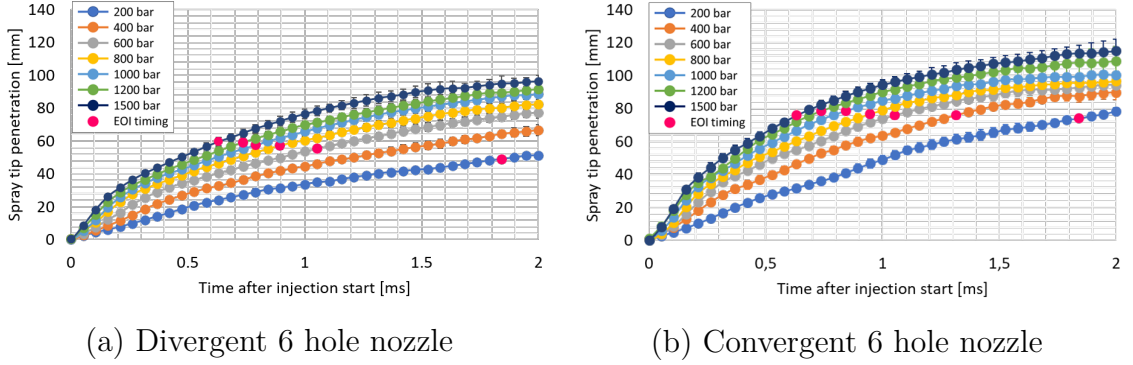 140
120
100
80
60
40
20
0
Spray tip penetration [mm]
200 bar
400 bar
600 bar
800 bar
1000 bar
1200 bar
1500 bar
EOI timing
0 0.5 1 1.5 2
Time after injection start [ms]
(a) Divergent 6 hole nozzle
140
120
100
80
60
40
20
0
Spray tip penetration [mm]
200 bar
400 bar
600 bar
800 bar
1000 bar
1200 bar
1500 bar
EOI timing
0 0,5 1 1,5 2
Time after injection start [ms]
(b) Convergent 6 hole nozzle